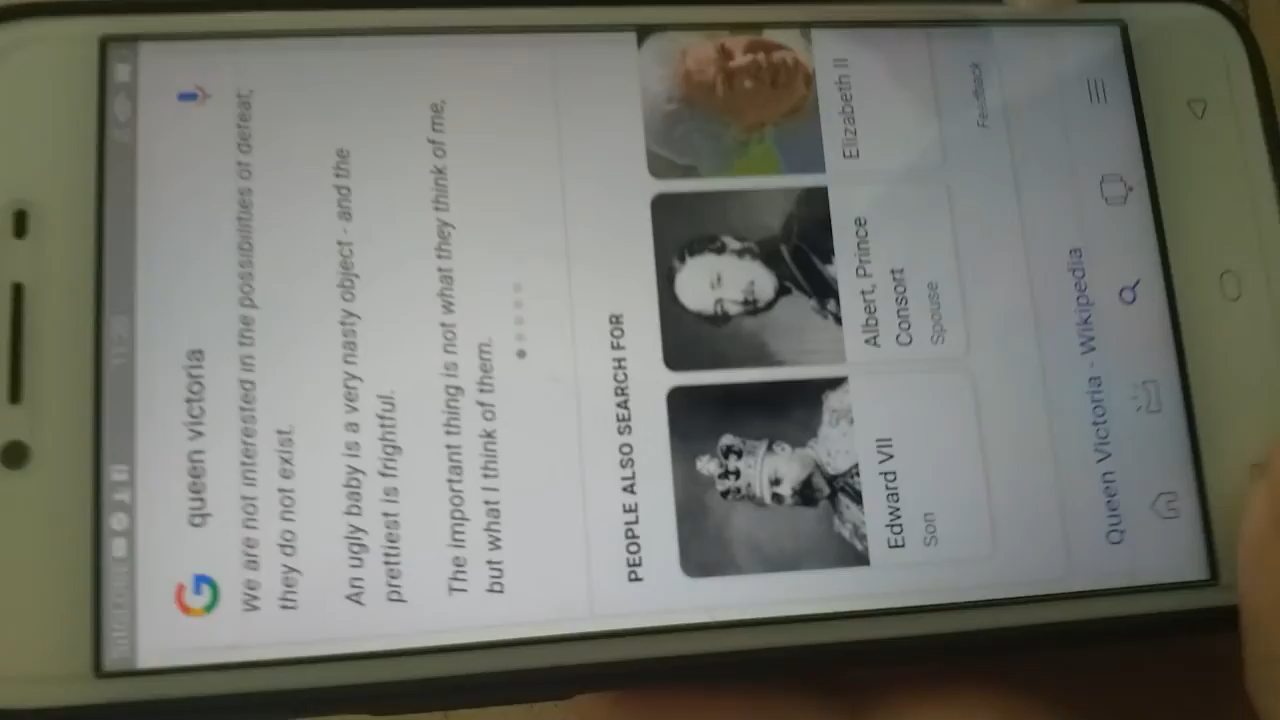 queen victoria
we are not interested in the possibilities of defeat;
they do not exist.
An ugly baby is a very nasty object - and the
prettiest is frightful.
The important thing is not what they think of me,
but what I think of them.
PEOPLE ALSO SEARCH FOR
Edward VII
Son
Albert, Prince
Consort
Spouse
Elizabeth II
Feedback
Queen Victoria - Wikipedia